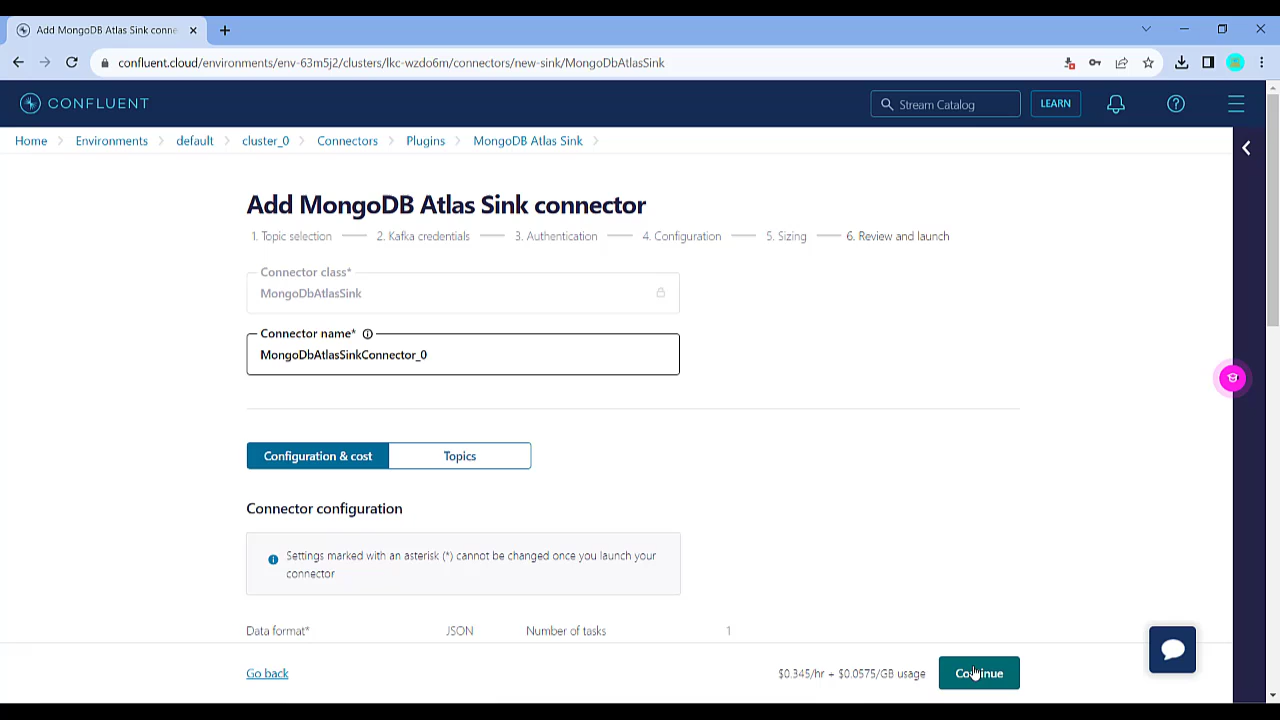 Add MongoDB Atlas Sink conne
confluent.cloud/environments/env-63m5j2/clusters/lkc-wzdo6m/connectors/new-sink/MongoDbAtlasSink
CONFLUENT
Stream Catalog
LEARN
Home
Environments
default
cluster_0
Connectors
Plugins
MongoDB Atlas Sink
Add MongoDB Atlas Sink connector
1. Topic selection
2. Kafka credentials
3. Authentication
4. Configuration
5. Sizing
6. Review and launch
Connector class*
MongoDbAtlasSink
Connector name*
MongoDbAtlasSinkConnector_0
Configuration & cost
Topics
Connector configuration
Settings marked with an asterisk (*) cannot be changed once you launch your
connector
Data format*
JSON
Number of tasks
1
Go back
$0.345/hr + $0.0575/GB usage
Continue